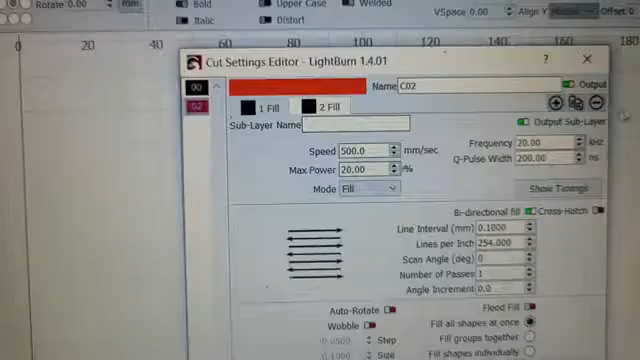 Rotate 0.00 mm Bold Upper Case Welded
Italic Distort VSpace 0.00 Align Y Offset 0
0 20 40 60 80 100 120 140 160 180
Cut Settings Editor - LightBurn 1.4.01 ? ×
00 Name C02 Output
02 1 Fill 2 Fill
Sub-Layer Name Output Sub-Layer
Speed 500.0 mm/sec Frequency 20.00 kHz
Max Power 20.00 % Q-Pulse Width 200.00 ns
Mode Fill Show Timings
Bi-directional fill Cross-Hatch
Line Interval (mm) 0.1000
Lines per Inch 254.000
Scan Angle (deg) 0
Number of Passes 1
Angle Increment 0.0
Auto-Rotate Flood Fill
Wobble Fill all shapes at once
0.0500 Step Fill groups together
0.1000 Size Fill shapes individually